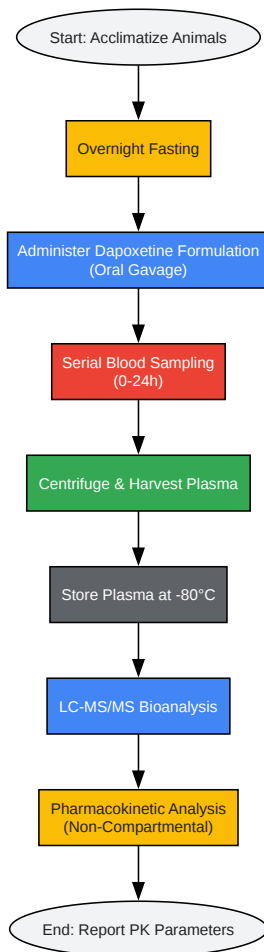 Start: Acclimatize Animals
Overnight Fasting
Administer Dapoxetine Formulation
(Oral Gavage)
Serial Blood Sampling
(0-24h)
Centrifuge & Harvest Plasma
Store Plasma at -80°C
LC-MS/MS Bioanalysis
Pharmacokinetic Analysis
(Non-Compartmental)
End: Report PK Parameters